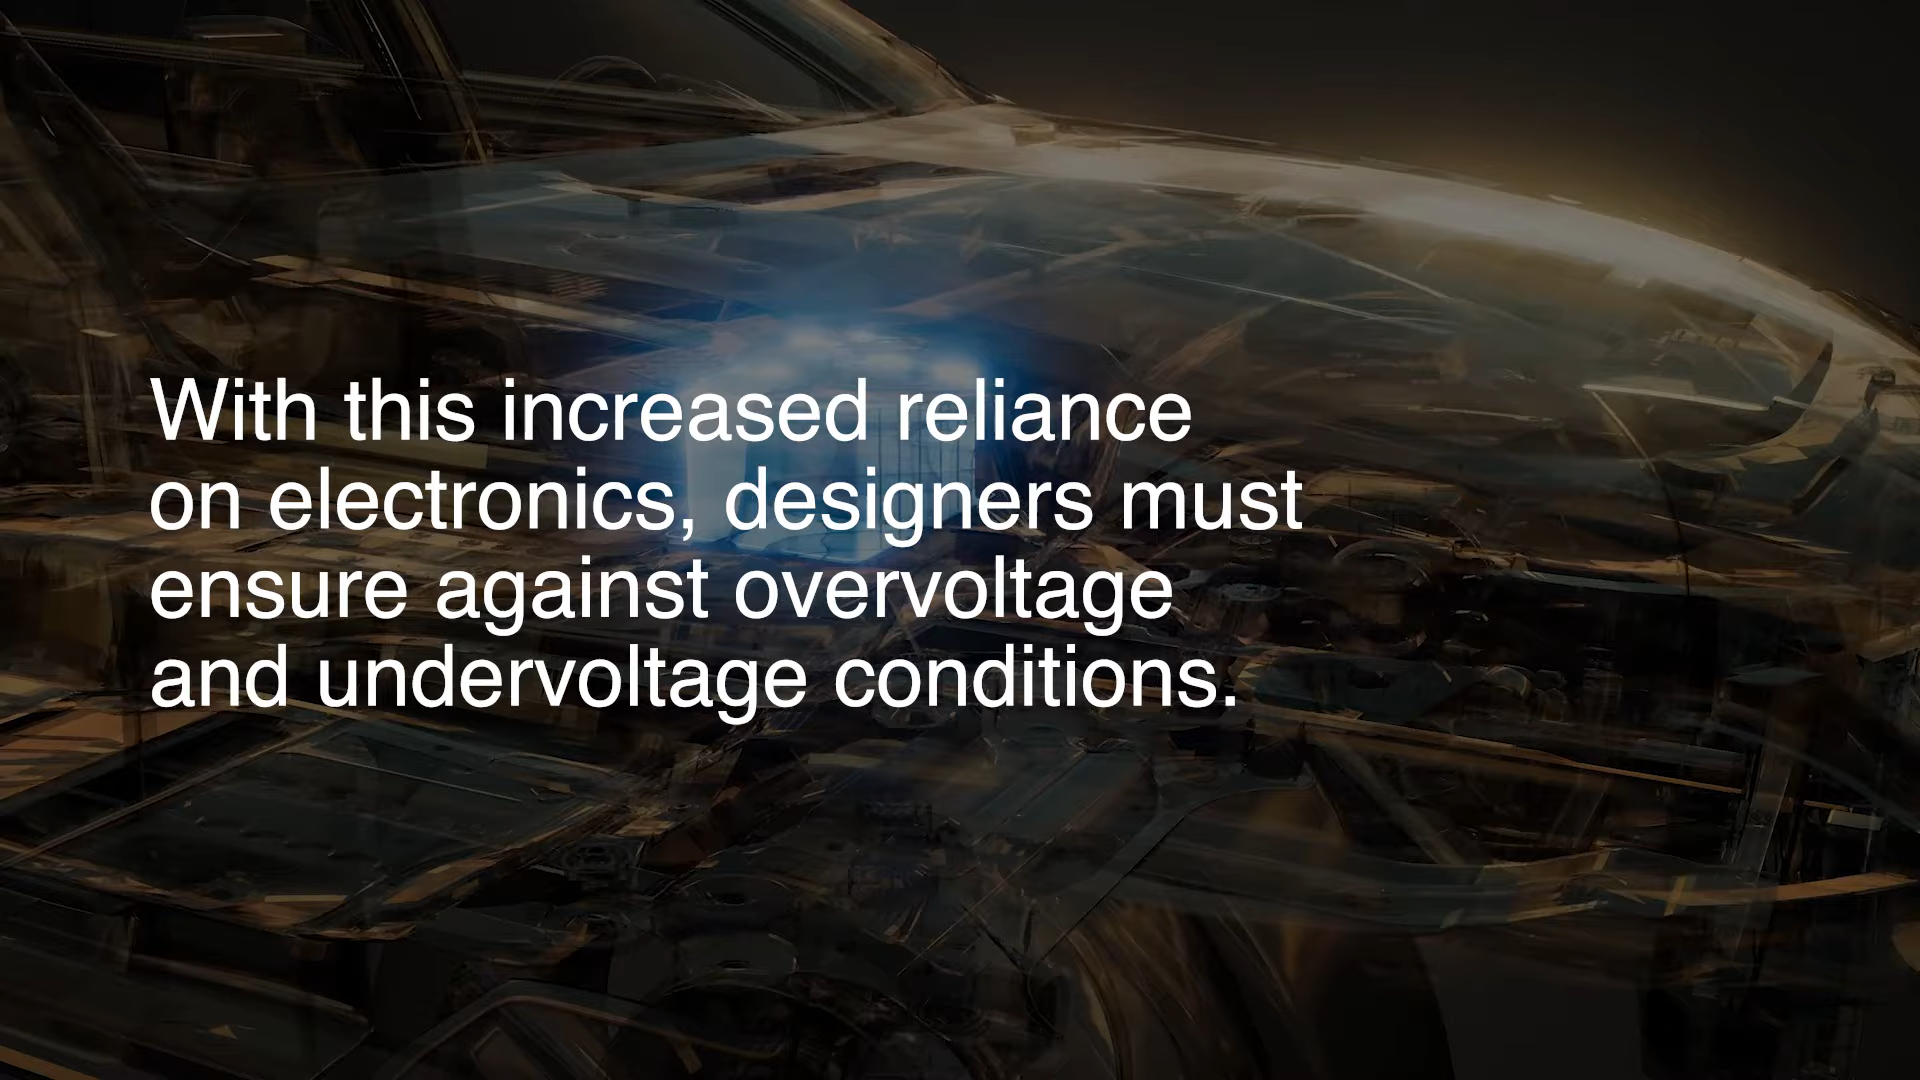 With this increased reliance
on electronics, designers must
ensure against overvoltage
and undervoltage conditions.